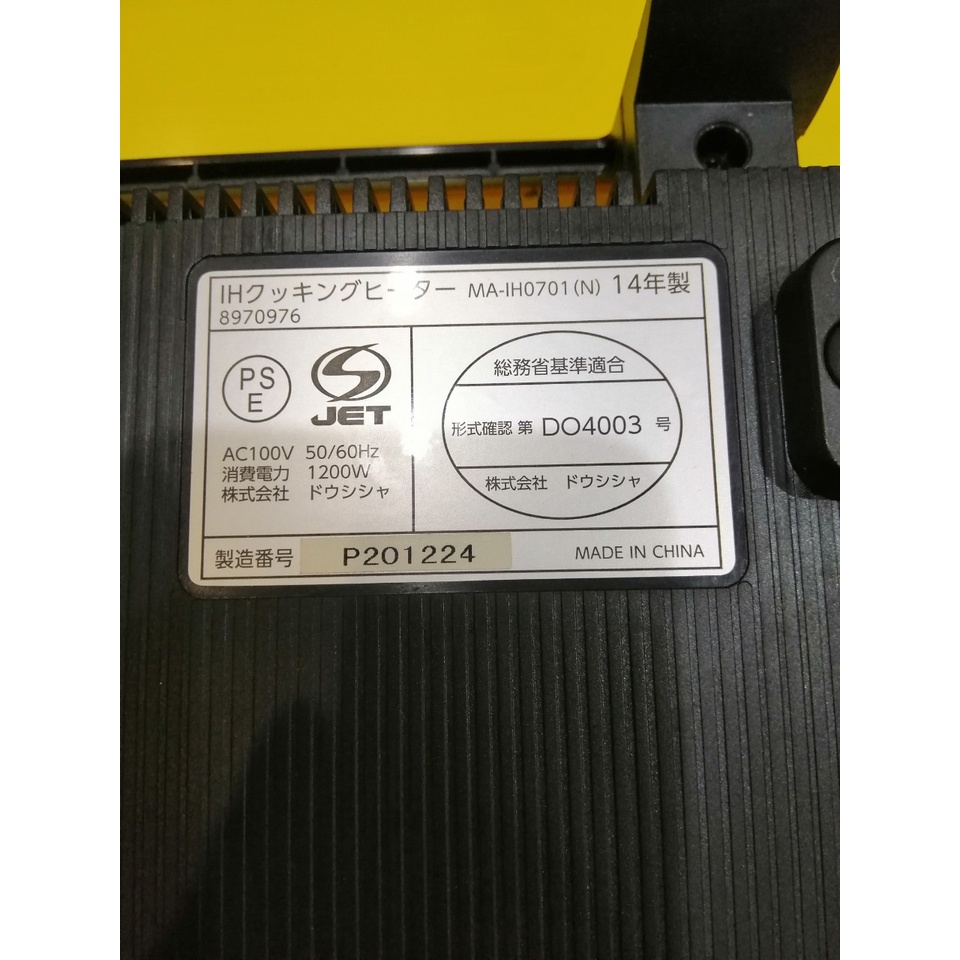 IHクッキングヒーター MA-IH0701(N) 14年製
8970976
PS
E
JET
AC100V 50/60Hz
消費電力 1200W
株式会社 ドウシシャ
総務省基準適合
形式確認 第 DO4003 号
株式会社 ドウシシャ
製造番号 P201224 MADE IN CHINA